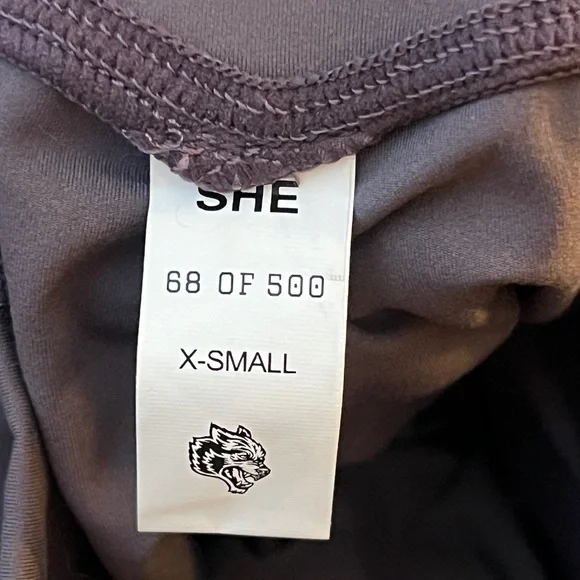 SHE
68 OF 500
X-SMALL